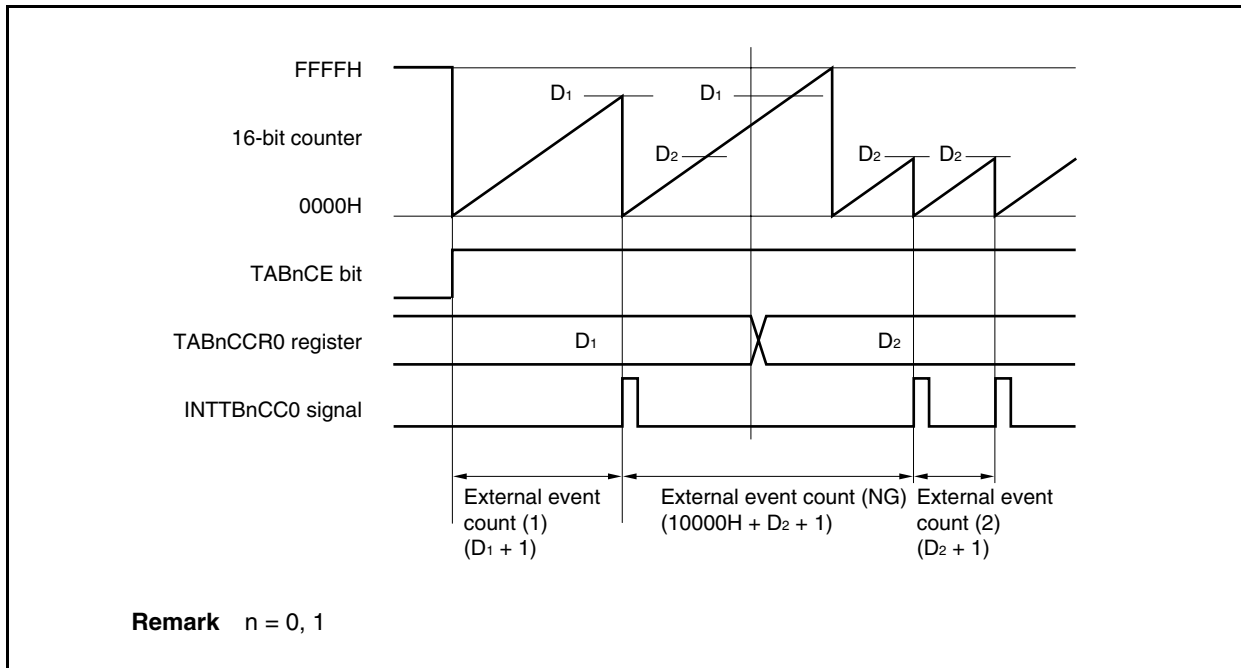 FFFFH
D1
D1
16-bit counter
D2
D2
D2
0000H
TABnCE bit
TABnCCR0 register
D1
D2
INTTBnCC0 signal
External event
count (1)
(D1 + 1)
External event count (NG)
(10000H + D2 + 1)
External event
count (2)
(D2 + 1)
Remark n = 0, 1